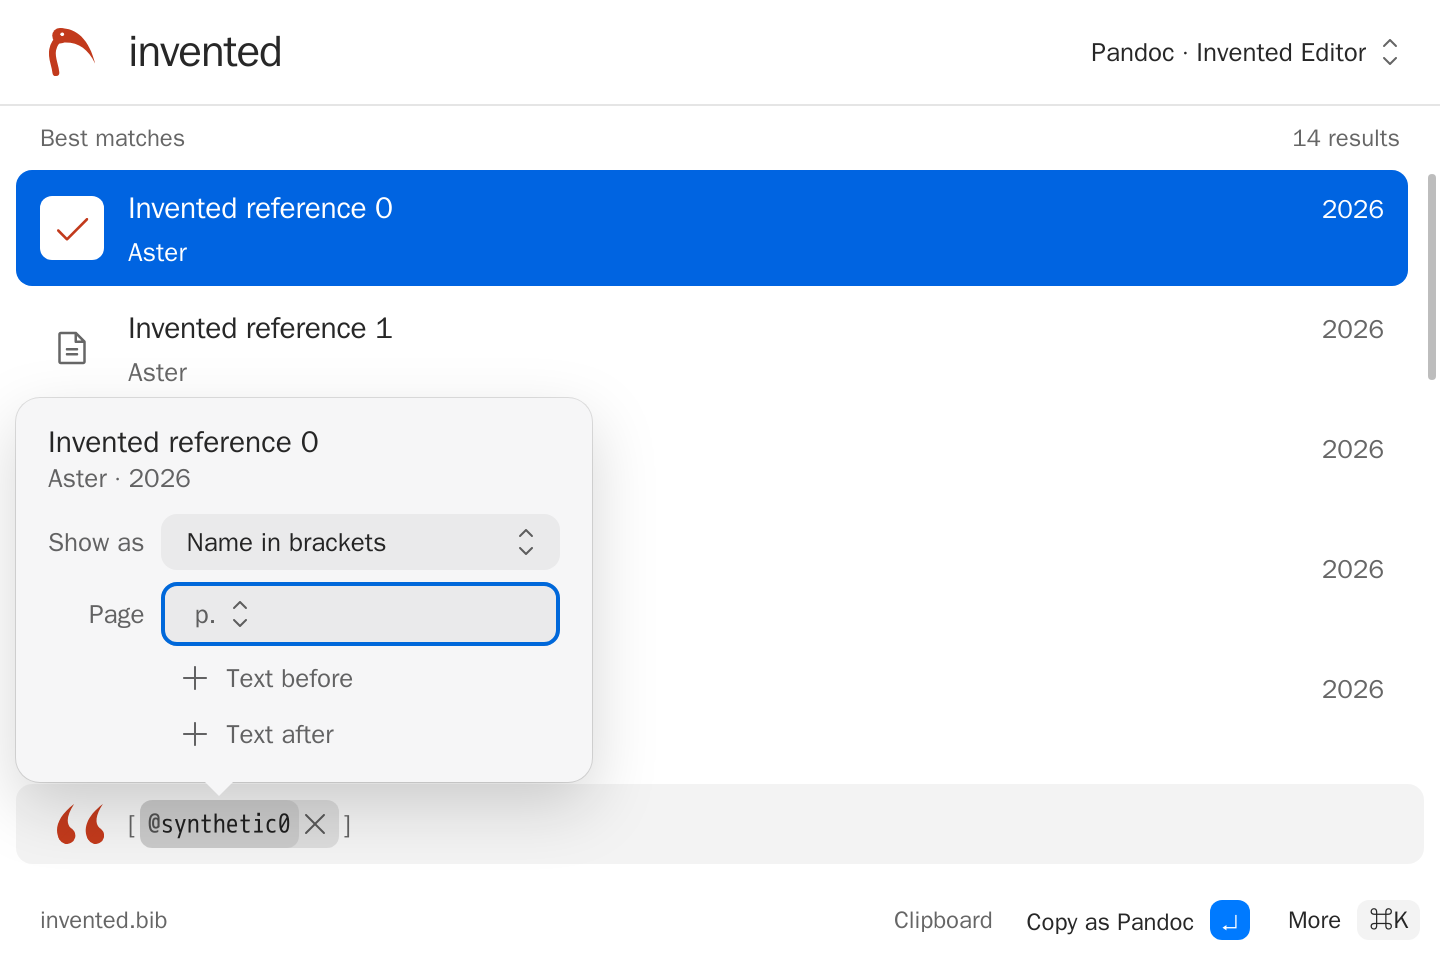 invented
Pandoc · Invented Editor
Best matches
14 results
Invented reference 0
2026
Aster
Invented reference 1
2026
Aster
2026
2026
2026
Invented reference 0
Aster · 2026
Show as
Name in brackets
Page
p.
Text before
Text after
[ @synthetic0 ]
invented.bib
Clipboard
Copy as Pandoc
More
⌘K